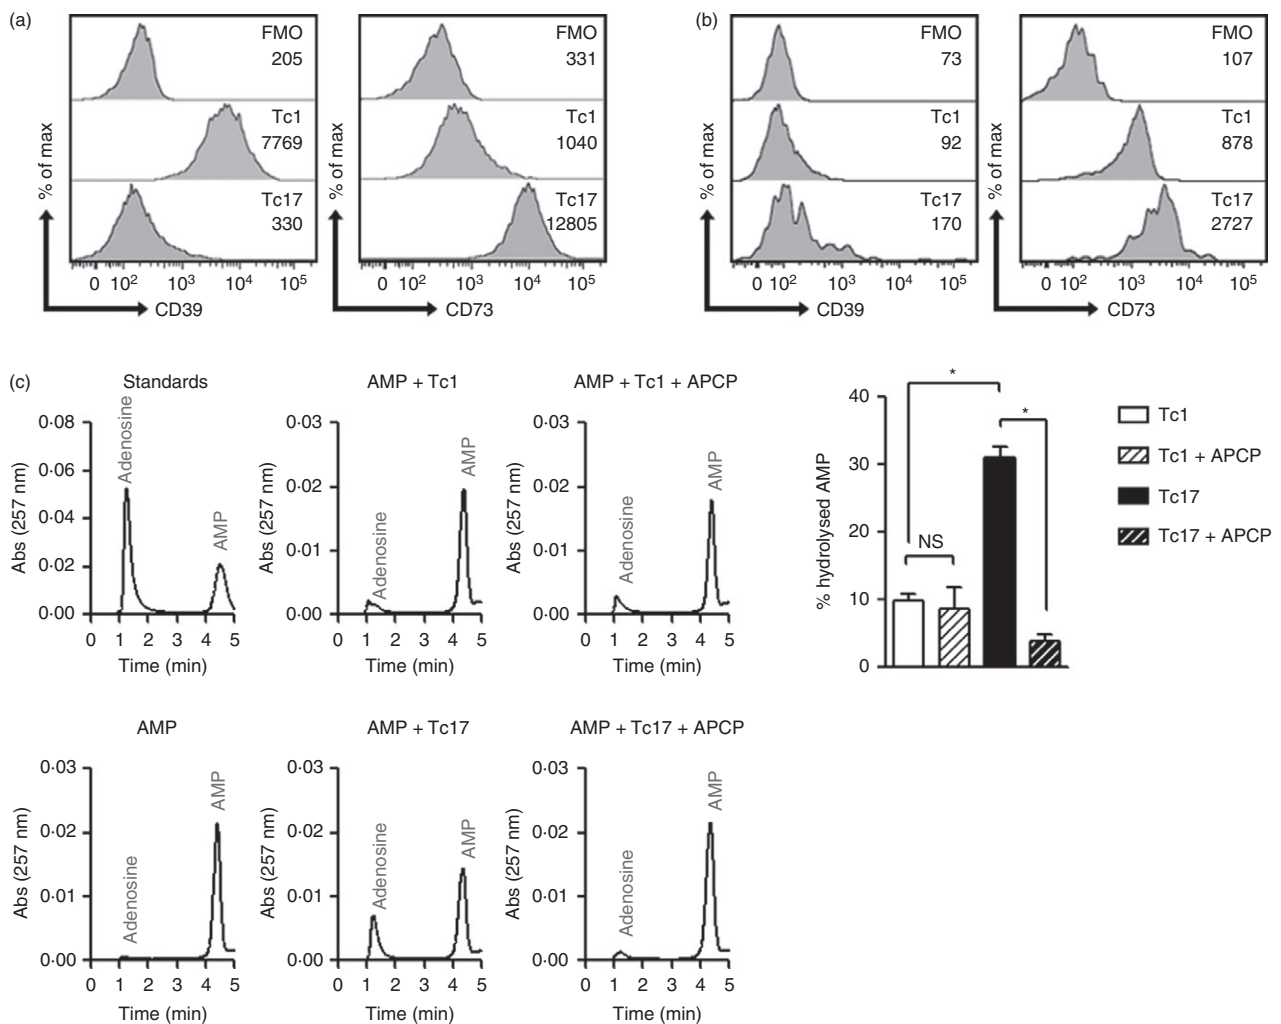 (a)
FMO
205
Tc1
7769
Tc17
330
% of max
0 10² 10³ 10⁴ 10⁵
CD39
FMO
331
Tc1
1040
Tc17
12805
% of max
0 10² 10³ 10⁴ 10⁵
CD73
(b)
FMO
73
Tc1
92
Tc17
170
% of max
0 10² 10³ 10⁴ 10⁵
CD39
FMO
107
Tc1
878
Tc17
2727
% of max
0 10² 10³ 10⁴ 10⁵
CD73
(c)
Standards
Abs (257 nm)
0·08
0·06
0·04
0·02
0·00
Adenosine
AMP
0 1 2 3 4 5
Time (min)
AMP + Tc1
Abs (257 nm)
0·03
0·02
0·01
0·00
Adenosine
AMP
0 1 2 3 4 5
Time (min)
AMP + Tc1 + APCP
Abs (257 nm)
0·03
0·02
0·01
0·00
Adenosine
AMP
0 1 2 3 4 5
Time (min)
% hydrolysed AMP
40
30
20
10
0
*
*
NS
Tc1
Tc1 + APCP
Tc17
Tc17 + APCP
AMP
Abs (257 nm)
0·03
0·02
0·01
0·00
Adenosine
AMP
0 1 2 3 4 5
Time (min)
AMP + Tc17
Abs (257 nm)
0·03
0·02
0·01
0·00
Adenosine
AMP
0 1 2 3 4 5
Time (min)
AMP + Tc17 + APCP
Abs (257 nm)
0·03
0·02
0·01
0·00
Adenosine
AMP
0 1 2 3 4 5
Time (min)